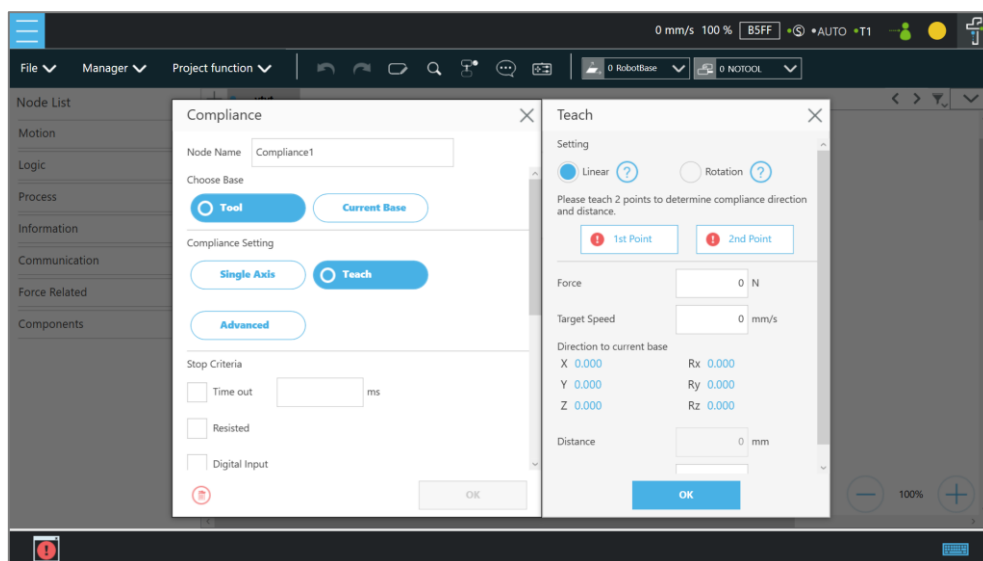 0 mm/s 100 % B5FF •Ⓢ •AUTO •T1
File Manager Project function 0 RobotBase 0 NOTOOL
Node List
Motion
Logic
Process
Information
Communication
Force Related
Components
Compliance
Node Name Compliance1
Choose Base
Tool Current Base
Compliance Setting
Single Axis Teach
Advanced
Stop Criteria
Time out ms
Resisted
Digital Input
OK
Teach
Setting
Linear ? Rotation ?
Please teach 2 points to determine compliance direction
and distance.
1st Point 2nd Point
Force 0 N
Target Speed 0 mm/s
Direction to current base
X 0.000 Rx 0.000
Y 0.000 Ry 0.000
Z 0.000 Rz 0.000
Distance 0 mm
OK
100%